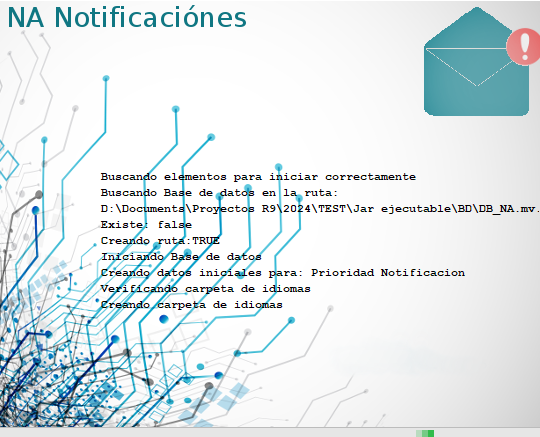 NA Notificaciónes
!
Buscando elementos para iniciar correctamente
Buscando Base de datos en la ruta:
D:\Documents\Proyectos R9\2024\TEST\Jar ejecutable\BD\DB_NA.mv.
Existe: false
Creando ruta:TRUE
Iniciando Base de datos
Creando datos iniciales para: Prioridad Notificacion
Verificando carpeta de idiomas
Creando carpeta de idiomas